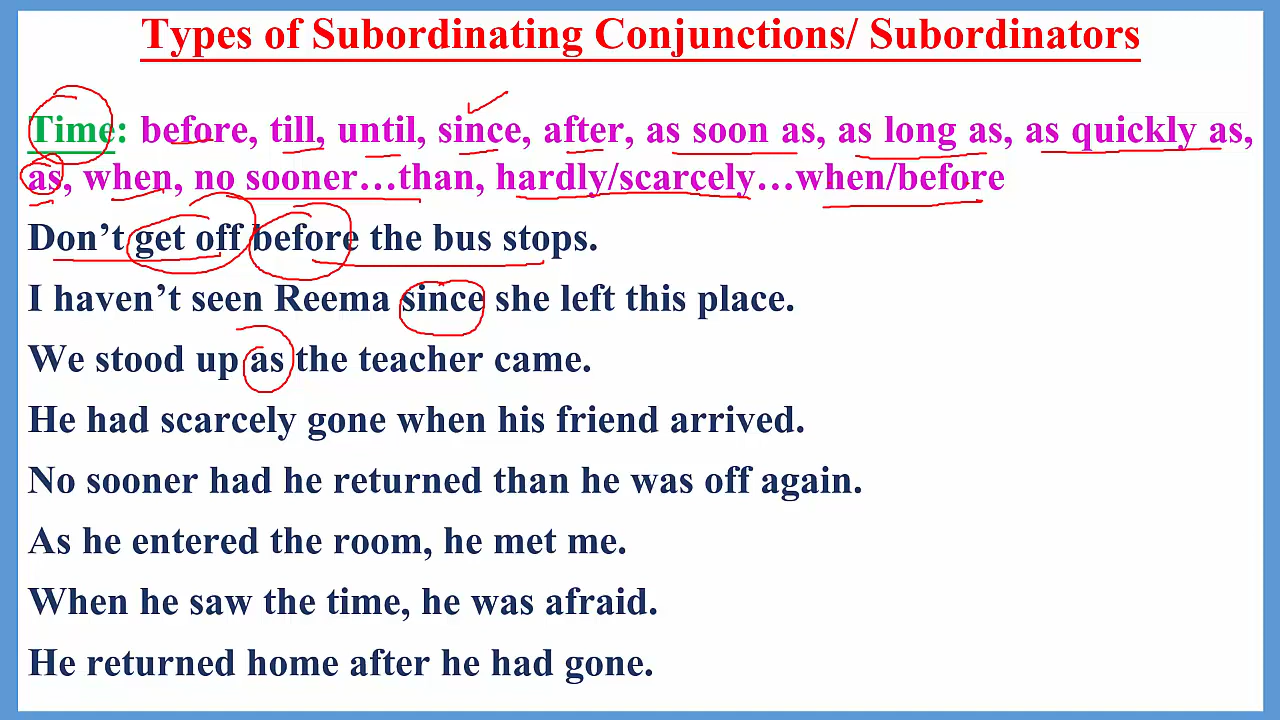 Types of Subordinating Conjunctions/ Subordinators
Time: before, till, until, since, after, as soon as, as long as, as quickly as,
as, when, no sooner…than, hardly/scarcely…when/before
Don’t get off before the bus stops.
I haven’t seen Reema since she left this place.
We stood up as the teacher came.
He had scarcely gone when his friend arrived.
No sooner had he returned than he was off again.
As he entered the room, he met me.
When he saw the time, he was afraid.
He returned home after he had gone.